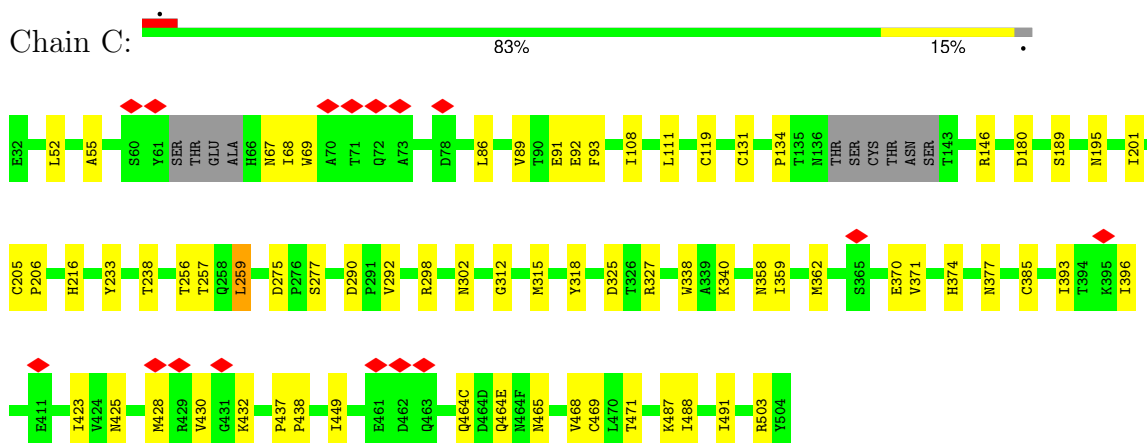 Chain C:
83% 15%
E32 L52 A55 S60 Y61 SER THR GLU ALA H66 N67 I68 W69 A70 T71 Q72 A73 D78 L86 V89 T90 E91 E92 F93 I108 L111 C119 C131 P134 T135 N136 THR SER CYS THR ASN SER T143 R146 D180 S189 N195 I201
C205 P206 H216 Y233 T238 T256 T257 Q258 L259 D275 P276 S277 D290 P291 V292 R298 N302 G312 M315 Y318 D325 T326 R327 W338 A339 K340 N358 I359 M362 S365 E370 V371 H374 N377 C385 I393 T394 K395 I396
E411 I423 V424 N425 M428 R429 V430 G431 K432 P437 P438 I449 E461 D462 Q463 Q464C D464D Q464E N464F N465 V468 C469 L470 T471 K487 I488 I491 R503 Y504